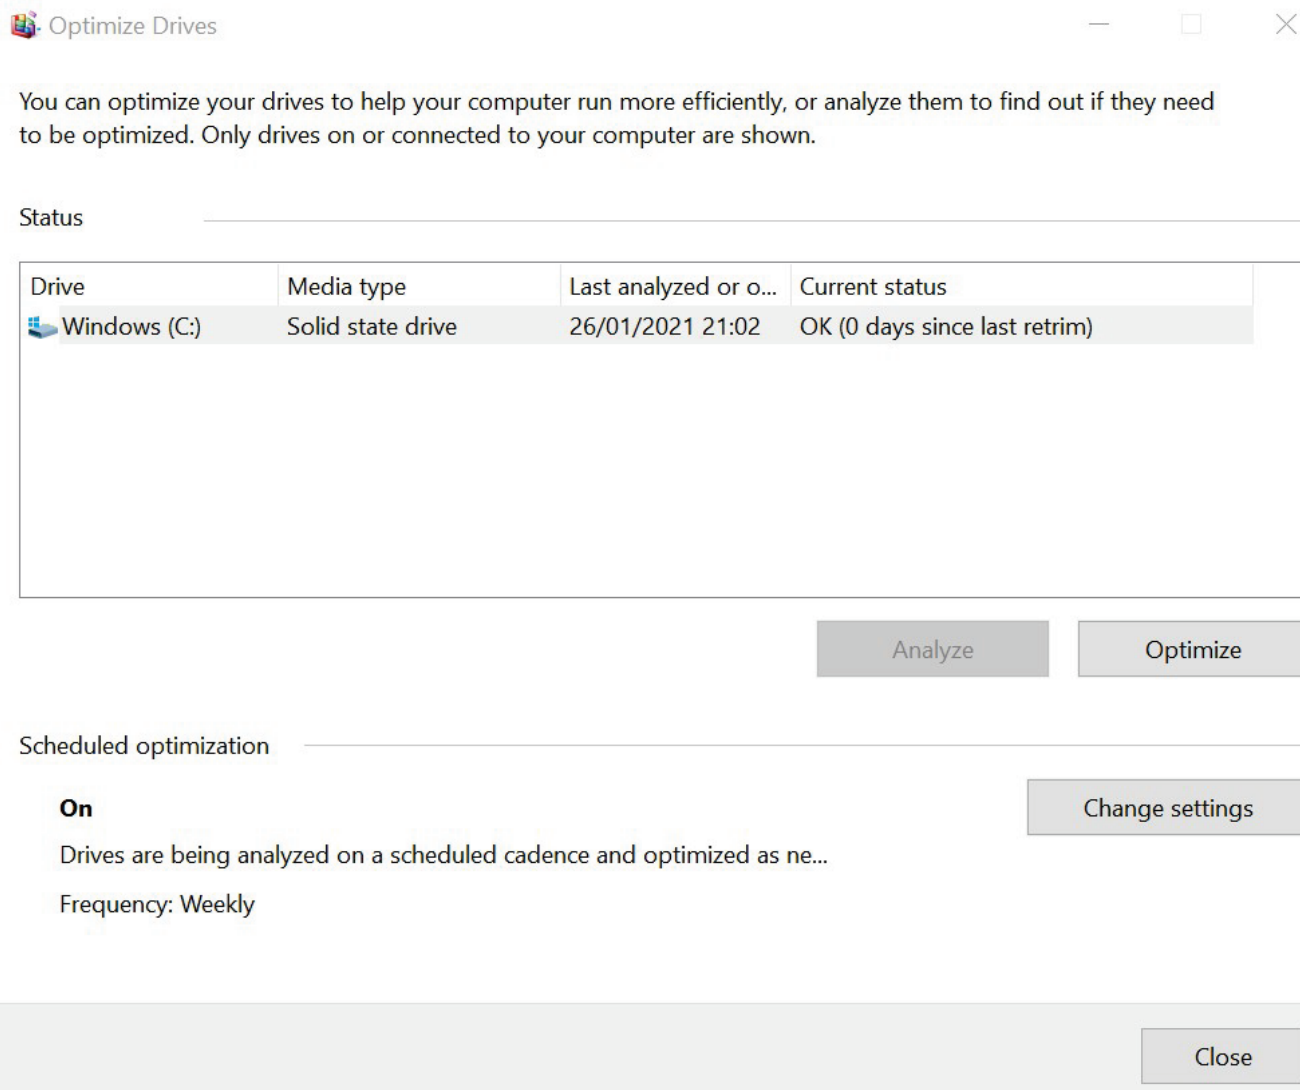 Optimize Drives
You can optimize your drives to help your computer run more efficiently, or analyze them to find out if they need
to be optimized. Only drives on or connected to your computer are shown.
Status
Drive Media type Last analyzed or o... Current status
Windows (C:) Solid state drive 26/01/2021 21:02 OK (0 days since last retrim)
Analyze Optimize
Scheduled optimization
On
Change settings
Drives are being analyzed on a scheduled cadence and optimized as ne...
Frequency: Weekly
Close